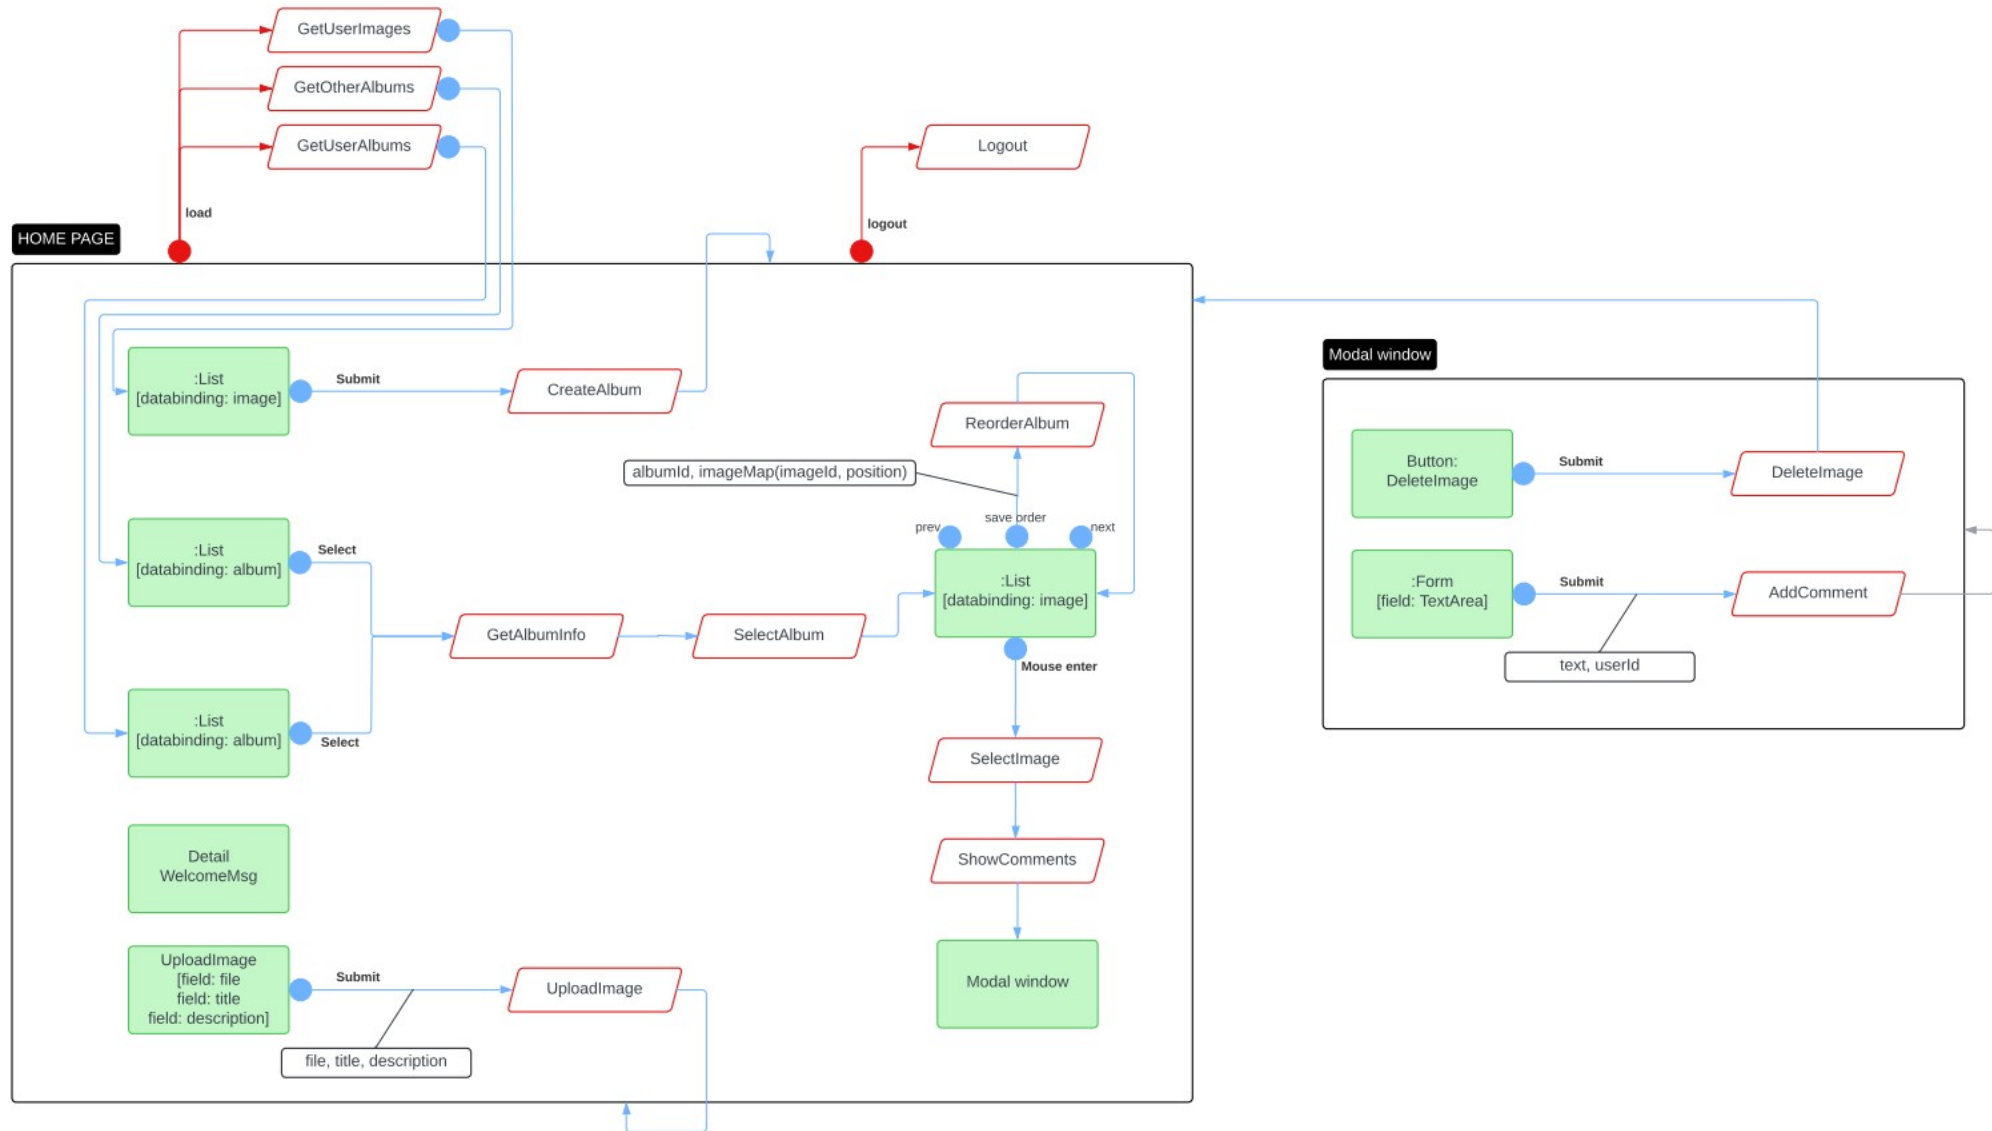 GetUserImages
GetOtherAlbums
GetUserAlbums
Logout
load
logout
HOME PAGE
:List
[databinding: image]
Submit
CreateAlbum
ReorderAlbum
albumId, imageMap(imageId, position)
prev
save order
next
:List
[databinding: album]
Select
:List
[databinding: image]
GetAlbumInfo
SelectAlbum
Mouse enter
:List
[databinding: album]
Select
SelectImage
Detail
WelcomeMsg
ShowComments
UploadImage
[field: file
field: title
field: description]
Submit
UploadImage
Modal window
file, title, description
Modal window
Button:
DeleteImage
Submit
DeleteImage
:Form
[field: TextArea]
Submit
AddComment
text, userId